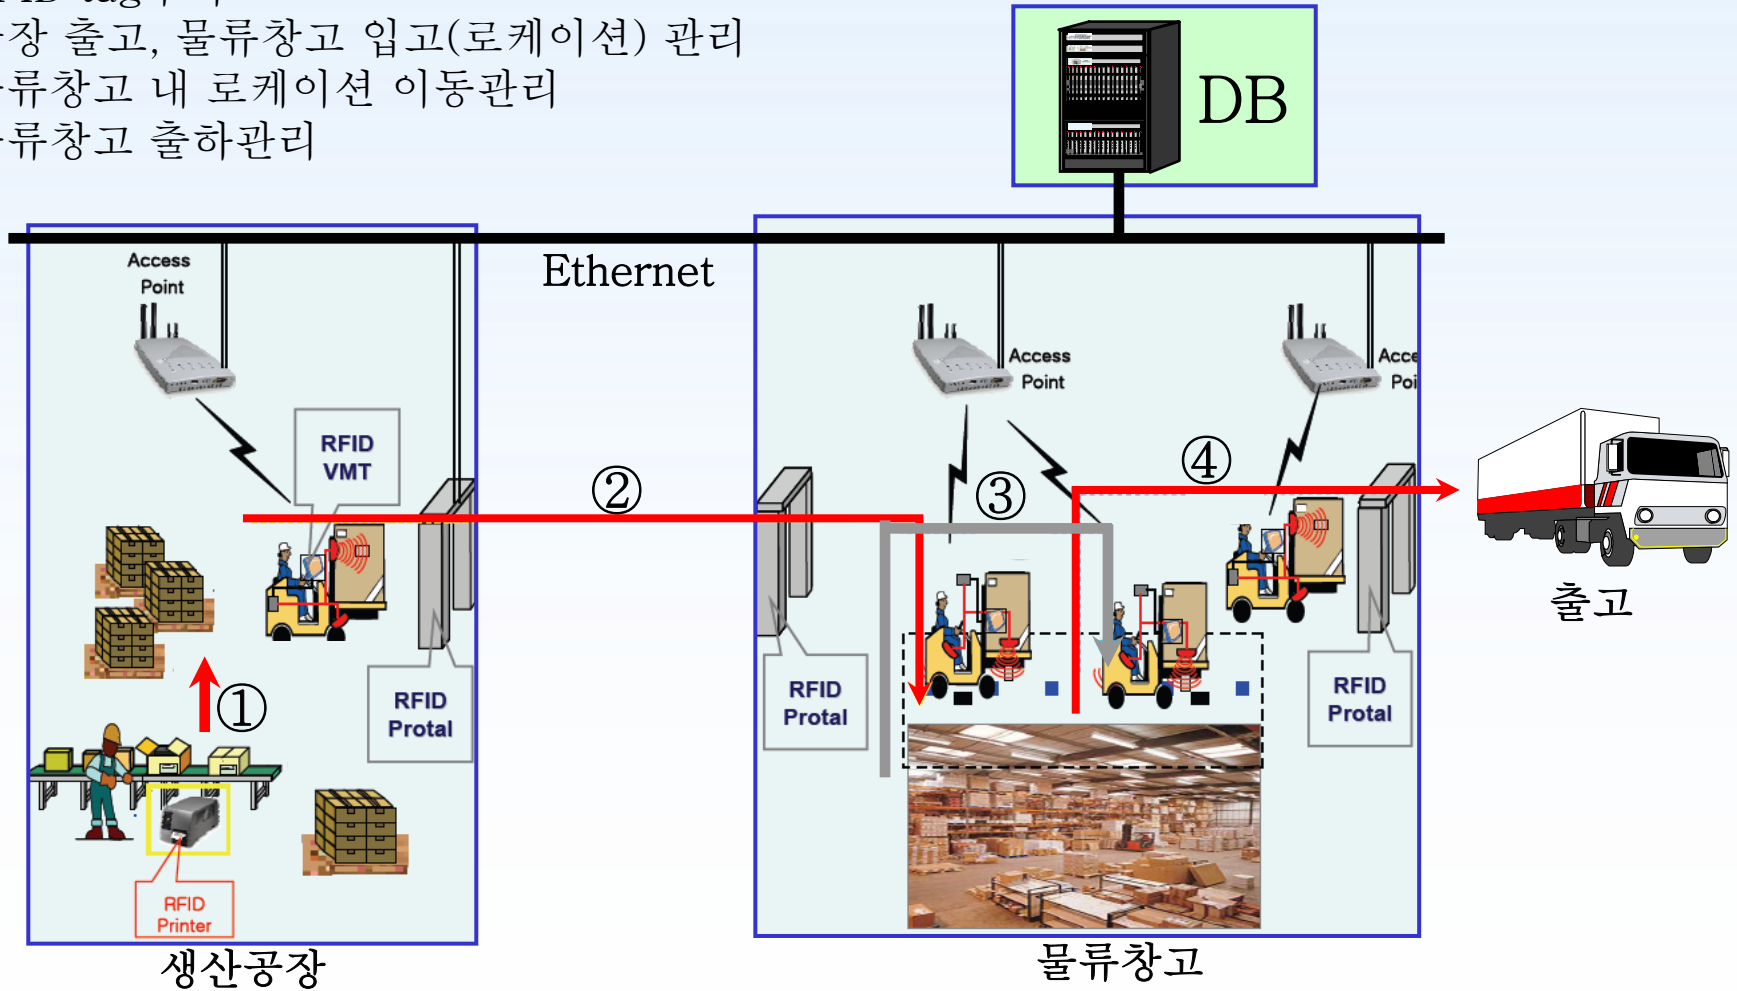 장 출고, 물류창고 입고(로케이션) 관리
류창고 내 로케이션 이동관리
류창고 출하관리
DB
Ethernet
Access
Point
Access
Point
RFID
VMT
②
③
④
출고
①
RFID
Protal
RFID
Protal
RFID
Protal
RFID
Printer
생산공장
물류창고